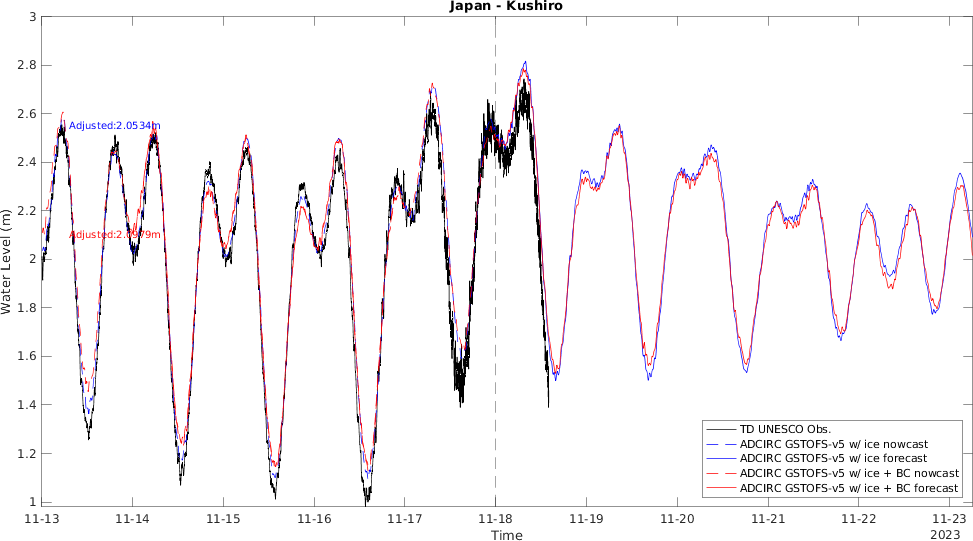 Japan - Kushiro
3
2.8
2.6
2.4
2.2
2
1.8
1.6
1.4
1.2
1
Water Level (m)
Adjusted:2.0534m
Adjusted:2.0979m
TD UNESCO Obs.
ADCIRC GSTOFS-v5 w/ ice nowcast
ADCIRC GSTOFS-v5 w/ ice forecast
ADCIRC GSTOFS-v5 w/ ice + BC nowcast
ADCIRC GSTOFS-v5 w/ ice + BC forecast
11-13 11-14 11-15 11-16 11-17 11-18 11-19 11-20 11-21 11-22 11-23
Time
2023